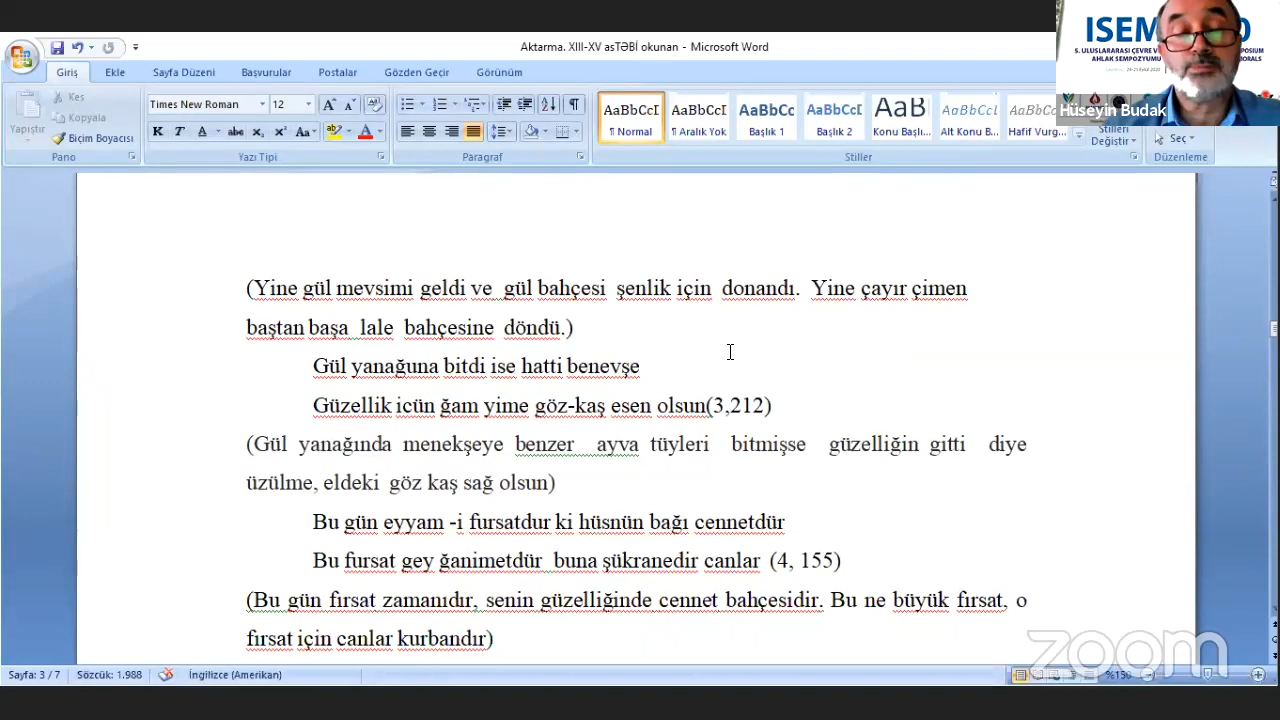 Aktarma. XIII-XV asTƏBİ okunan - Microsoft Word
Giriş Ekle Sayfa Düzeni Başvurular Postalar Gözden Geçir Görünüm
Yapıştır
Kes
Kopyala
Biçim Boyacısı
Pano
Times New Roman 12
Yazı Tipi
Paragraf
AaBbCcI AaBbCcI AaBbCc AaBbCc AaB AaBbCcI AaBbCcI
¶ Normal ¶ Aralık Yok Başlık 1 Başlık 2 Konu Başlı... Alt Konu B... Hafif Vurg...
Stilleri Değiştir
Stiller
Seç
Düzenleme
AHLAK SEMPOZYUMU
Hüseyin Budak
(Yine gül mevsimi geldi ve gül bahçesi şenlik için donandı. Yine çayır çimen
baştan başa lale bahçesine döndü.)
Gül yanağuna bitdi ise hatti benevşe
Güzellik icün ğam yime göz-kaş esen olsun(3,212)
(Gül yanağında menekşeye benzer ayva tüyleri bitmişse güzelliğin gitti diye
üzülme, eldeki göz kaş sağ olsun)
Bu gün eyyam -i fursatdur ki hüsnün bağı cennetdür
Bu fursat gey ğanimetdür buna şükranedir canlar (4, 155)
(Bu gün fırsat zamanıdır, senin güzelliğinde cennet bahçesidir. Bu ne büyük fırsat, o
fırsat için canlar kurbandır)
zoom
Sayfa: 3 / 7 Sözcük: 1.988 İngilizce (Amerikan) %150